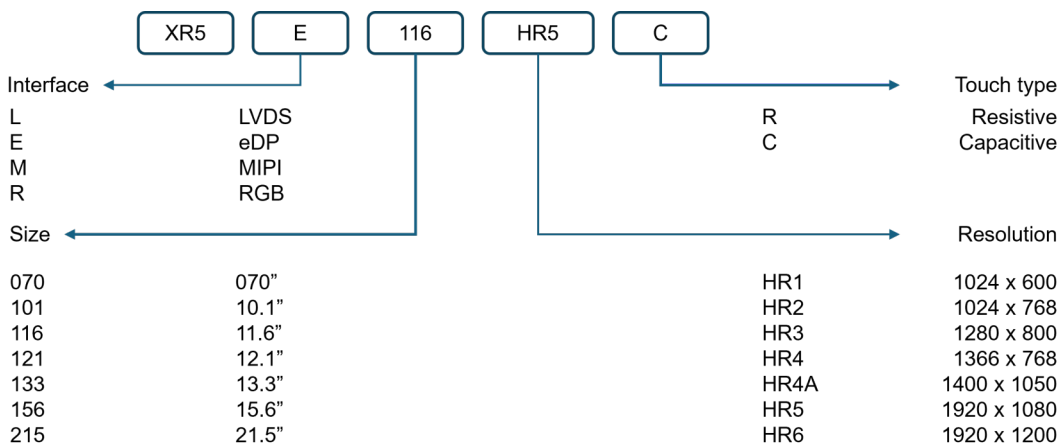 XR5 E 116 HR5 C
Interface Touch type
L LVDS R Resistive
E eDP C Capacitive
M MIPI
R RGB
Size Resolution
070 070” HR1 1024 x 600
101 10.1” HR2 1024 x 768
116 11.6” HR3 1280 x 800
121 12.1” HR4 1366 x 768
133 13.3” HR4A 1400 x 1050
156 15.6” HR5 1920 x 1080
215 21.5” HR6 1920 x 1200